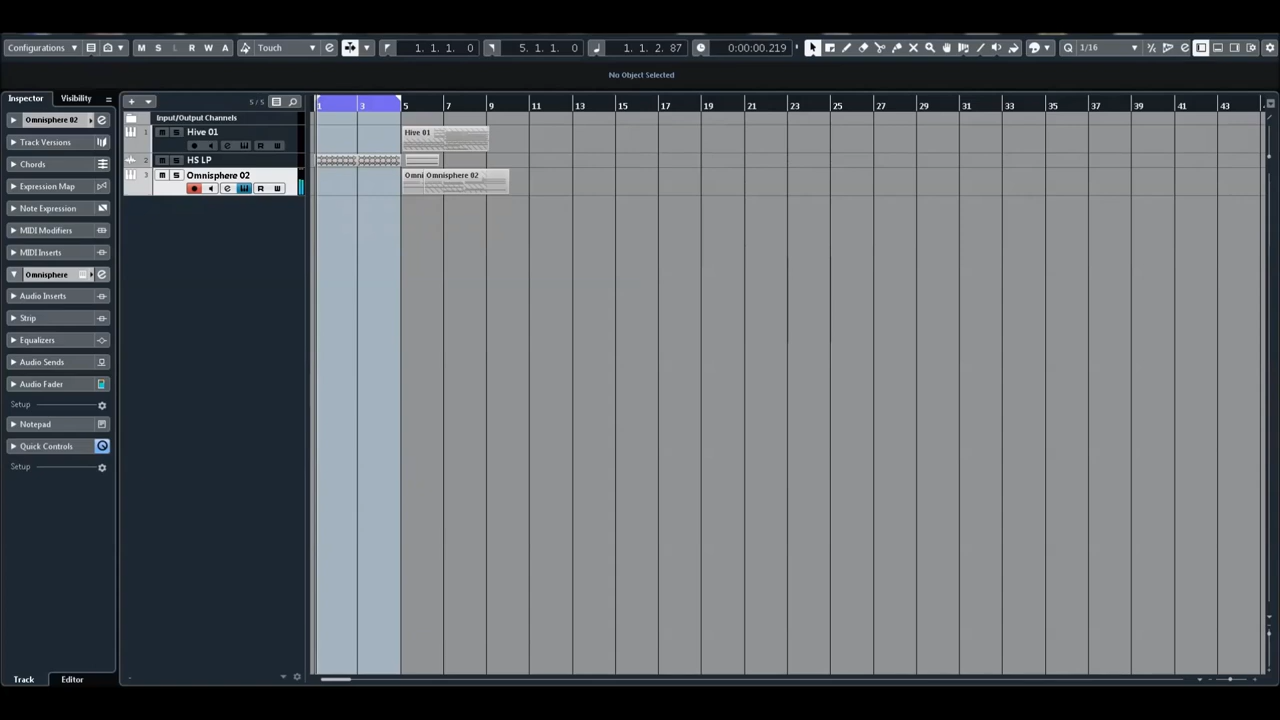 Configurations M S L R W A Touch 1. 1. 1. 0 5. 1. 1. 0 1. 1. 2. 87 0:00:00.219 Q 1/16
No Object Selected
Inspector Visibility
5 / 5
1 3 5 7 9 11 13 15 17 19 21 23 25 27 29 31 33 35 37 39 41 43
Omnisphere 02
Track Versions
Chords
Expression Map
Note Expression
MIDI Modifiers
MIDI Inserts
Omnisphere
Audio Inserts
Strip
Equalizers
Audio Sends
Audio Fader
Setup
Notepad
Quick Controls
Setup
Track Editor
Input/Output Channels
1 M S Hive 01
R W
2 M S HS LP
3 M S Omnisphere 02
R W
Hive 01
Omni Omnisphere 02